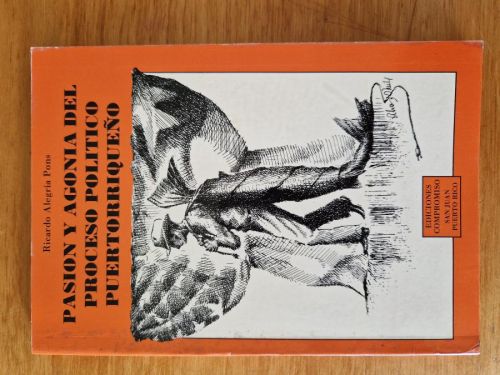 Ricardo Alegría Pons
PASION Y AGONIA DEL
PROCESO POLITICO
PUERTORRIQUEÑO
EDICIONES
COMPROMISO
SAN JUAN
PUERTO RICO